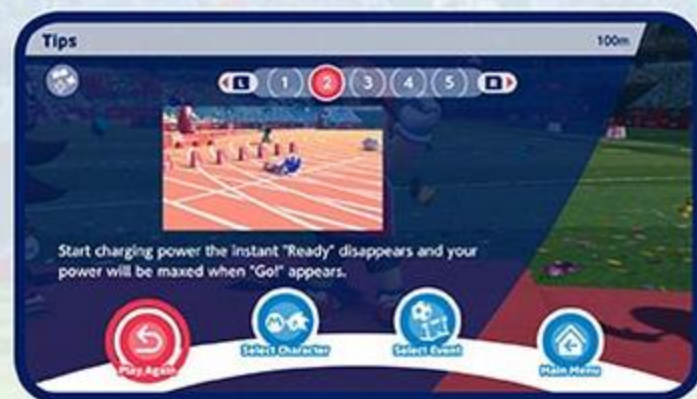 Tips
100m
L 1 2 3 4 5 R
Start charging power the instant "Ready" disappears and your
power will be maxed when "Go!" appears.
Play Again
Select Character
Select Event
Main Menu